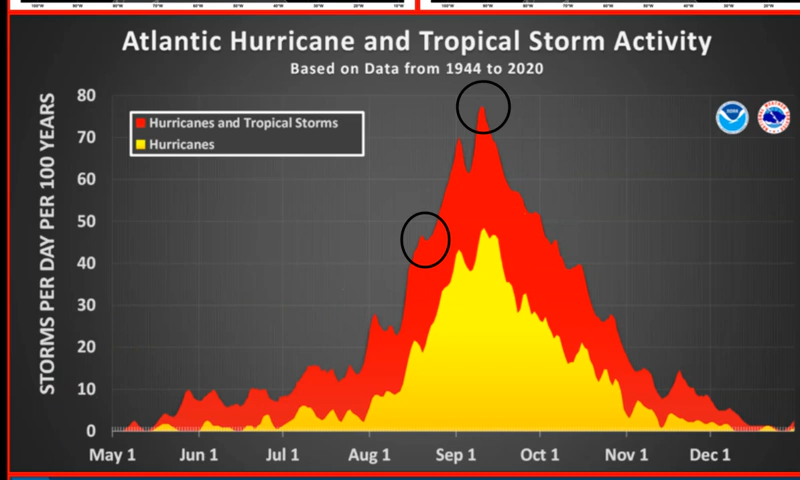 Atlantic Hurricane and Tropical Storm Activity
Based on Data from 1944 to 2020
STORMS PER DAY PER 100 YEARS
80
70
60
50
40
30
20
10
0
Hurricanes and Tropical Storms
Hurricanes
May 1 Jun 1 Jul 1 Aug 1 Sep 1 Oct 1 Nov 1 Dec 1